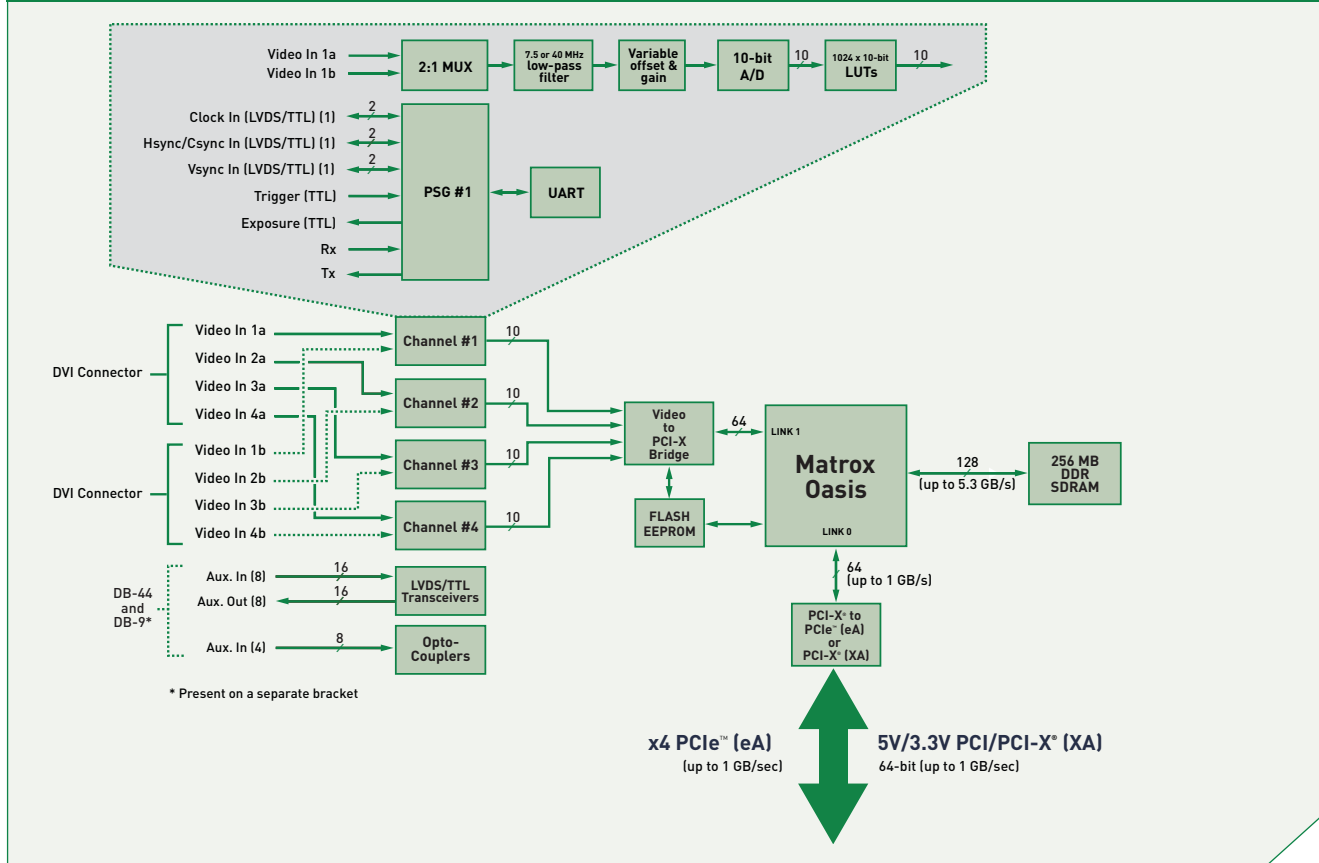 Video In 1a
Video In 1b
2:1 MUX
7.5 or 40 MHz
low-pass
filter
Variable
offset &
gain
10-bit
A/D
10
1024 x 10-bit
LUTs
10
Clock In (LVDS/TTL) (1)
2
Hsync/Csync In (LVDS/TTL) (1)
2
Vsync In (LVDS/TTL) (1)
2
Trigger (TTL)
Exposure (TTL)
Rx
Tx
PSG #1
UART
DVI Connector
Video In 1a
Video In 2a
Video In 3a
Video In 4a
DVI Connector
Video In 1b
Video In 2b
Video In 3b
Video In 4b
Channel #1
10
Channel #2
10
Channel #3
10
Channel #4
10
Video
to
PCI-X
Bridge
64
FLASH
EEPROM
LINK 1
Matrox
Oasis
LINK 0
128
(up to 5.3 GB/s)
256 MB
DDR
SDRAM
64
(up to 1 GB/s)
PCI-X® to
PCIe™ (eA)
or
PCI-X® (XA)
DB-44
and
DB-9*
Aux. In (8)
16
Aux. Out (8)
16
LVDS/TTL
Transceivers
Aux. In (4)
8
Opto-
Couplers
* Present on a separate bracket
x4 PCIe™ (eA)
(up to 1 GB/sec)
5V/3.3V PCI/PCI-X® (XA)
64-bit (up to 1 GB/sec)